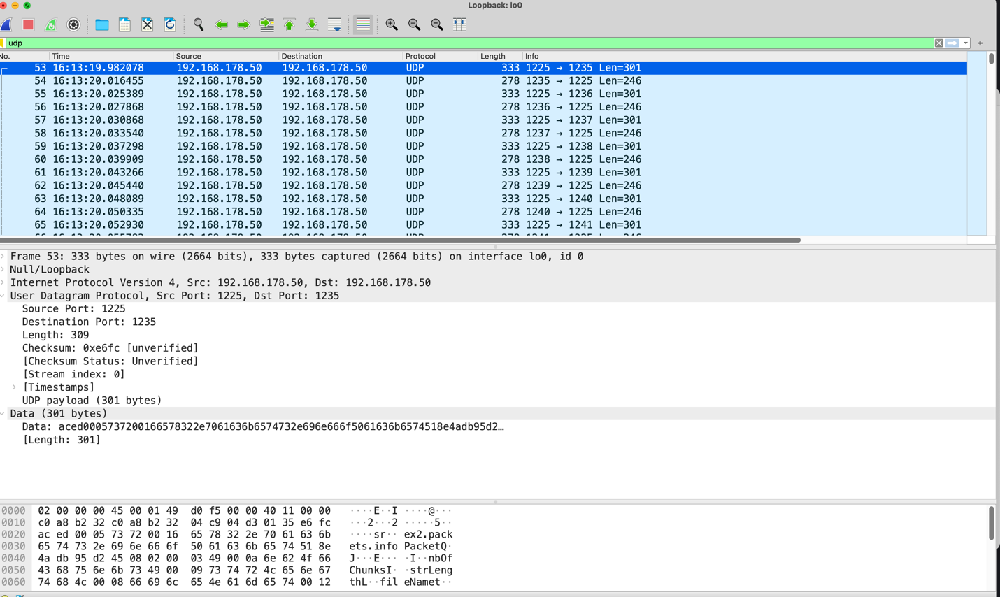 Loopback: lo0
udp
No. Time Source Destination Protocol Length Info
53 16:13:19.982078 192.168.178.50 192.168.178.50 UDP 333 1225 → 1235 Len=301
54 16:13:20.016455 192.168.178.50 192.168.178.50 UDP 278 1235 → 1225 Len=246
55 16:13:20.025389 192.168.178.50 192.168.178.50 UDP 333 1225 → 1236 Len=301
56 16:13:20.027868 192.168.178.50 192.168.178.50 UDP 278 1236 → 1225 Len=246
57 16:13:20.030868 192.168.178.50 192.168.178.50 UDP 333 1225 → 1237 Len=301
58 16:13:20.033540 192.168.178.50 192.168.178.50 UDP 278 1237 → 1225 Len=246
59 16:13:20.037298 192.168.178.50 192.168.178.50 UDP 333 1225 → 1238 Len=301
60 16:13:20.039909 192.168.178.50 192.168.178.50 UDP 278 1238 → 1225 Len=246
61 16:13:20.043266 192.168.178.50 192.168.178.50 UDP 333 1225 → 1239 Len=301
62 16:13:20.045440 192.168.178.50 192.168.178.50 UDP 278 1239 → 1225 Len=246
63 16:13:20.048089 192.168.178.50 192.168.178.50 UDP 333 1225 → 1240 Len=301
64 16:13:20.050335 192.168.178.50 192.168.178.50 UDP 278 1240 → 1225 Len=246
65 16:13:20.052930 192.168.178.50 192.168.178.50 UDP 333 1225 → 1241 Len=301
Frame 53: 333 bytes on wire (2664 bits), 333 bytes captured (2664 bits) on interface lo0, id 0
Null/Loopback
Internet Protocol Version 4, Src: 192.168.178.50, Dst: 192.168.178.50
User Datagram Protocol, Src Port: 1225, Dst Port: 1235
Source Port: 1225
Destination Port: 1235
Length: 309
Checksum: 0xe6fc [unverified]
[Checksum Status: Unverified]
[Stream index: 0]
[Timestamps]
UDP payload (301 bytes)
Data (301 bytes)
Data: aced0005737200166578322e7061636b6574732e696e666f5061636b6574518e4adb95d2…
[Length: 301]
0000 02 00 00 00 45 00 01 49 d0 f5 00 00 40 11 00 00 ····E··I ····@···
0010 c0 a8 b2 32 c0 a8 b2 32 04 c9 04 d3 01 35 e6 fc ···2···2 ·····5··
0020 ac ed 00 05 73 72 00 16 65 78 32 2e 70 61 63 6b ····sr·· ex2.pack
0030 65 74 73 2e 69 6e 66 6f 50 61 63 6b 65 74 51 8e ets.info PacketQ·
0040 4a db 95 d2 45 08 02 00 03 49 00 0a 6e 62 4f 66 J···E··· ·I··nbOf
0050 43 68 75 6e 6b 73 49 00 09 73 74 72 4c 65 6e 67 ChunksI· ·strLeng
0060 74 68 4c 00 08 66 69 6c 65 4e 61 6d 65 74 00 12 thL··fil eNamet··